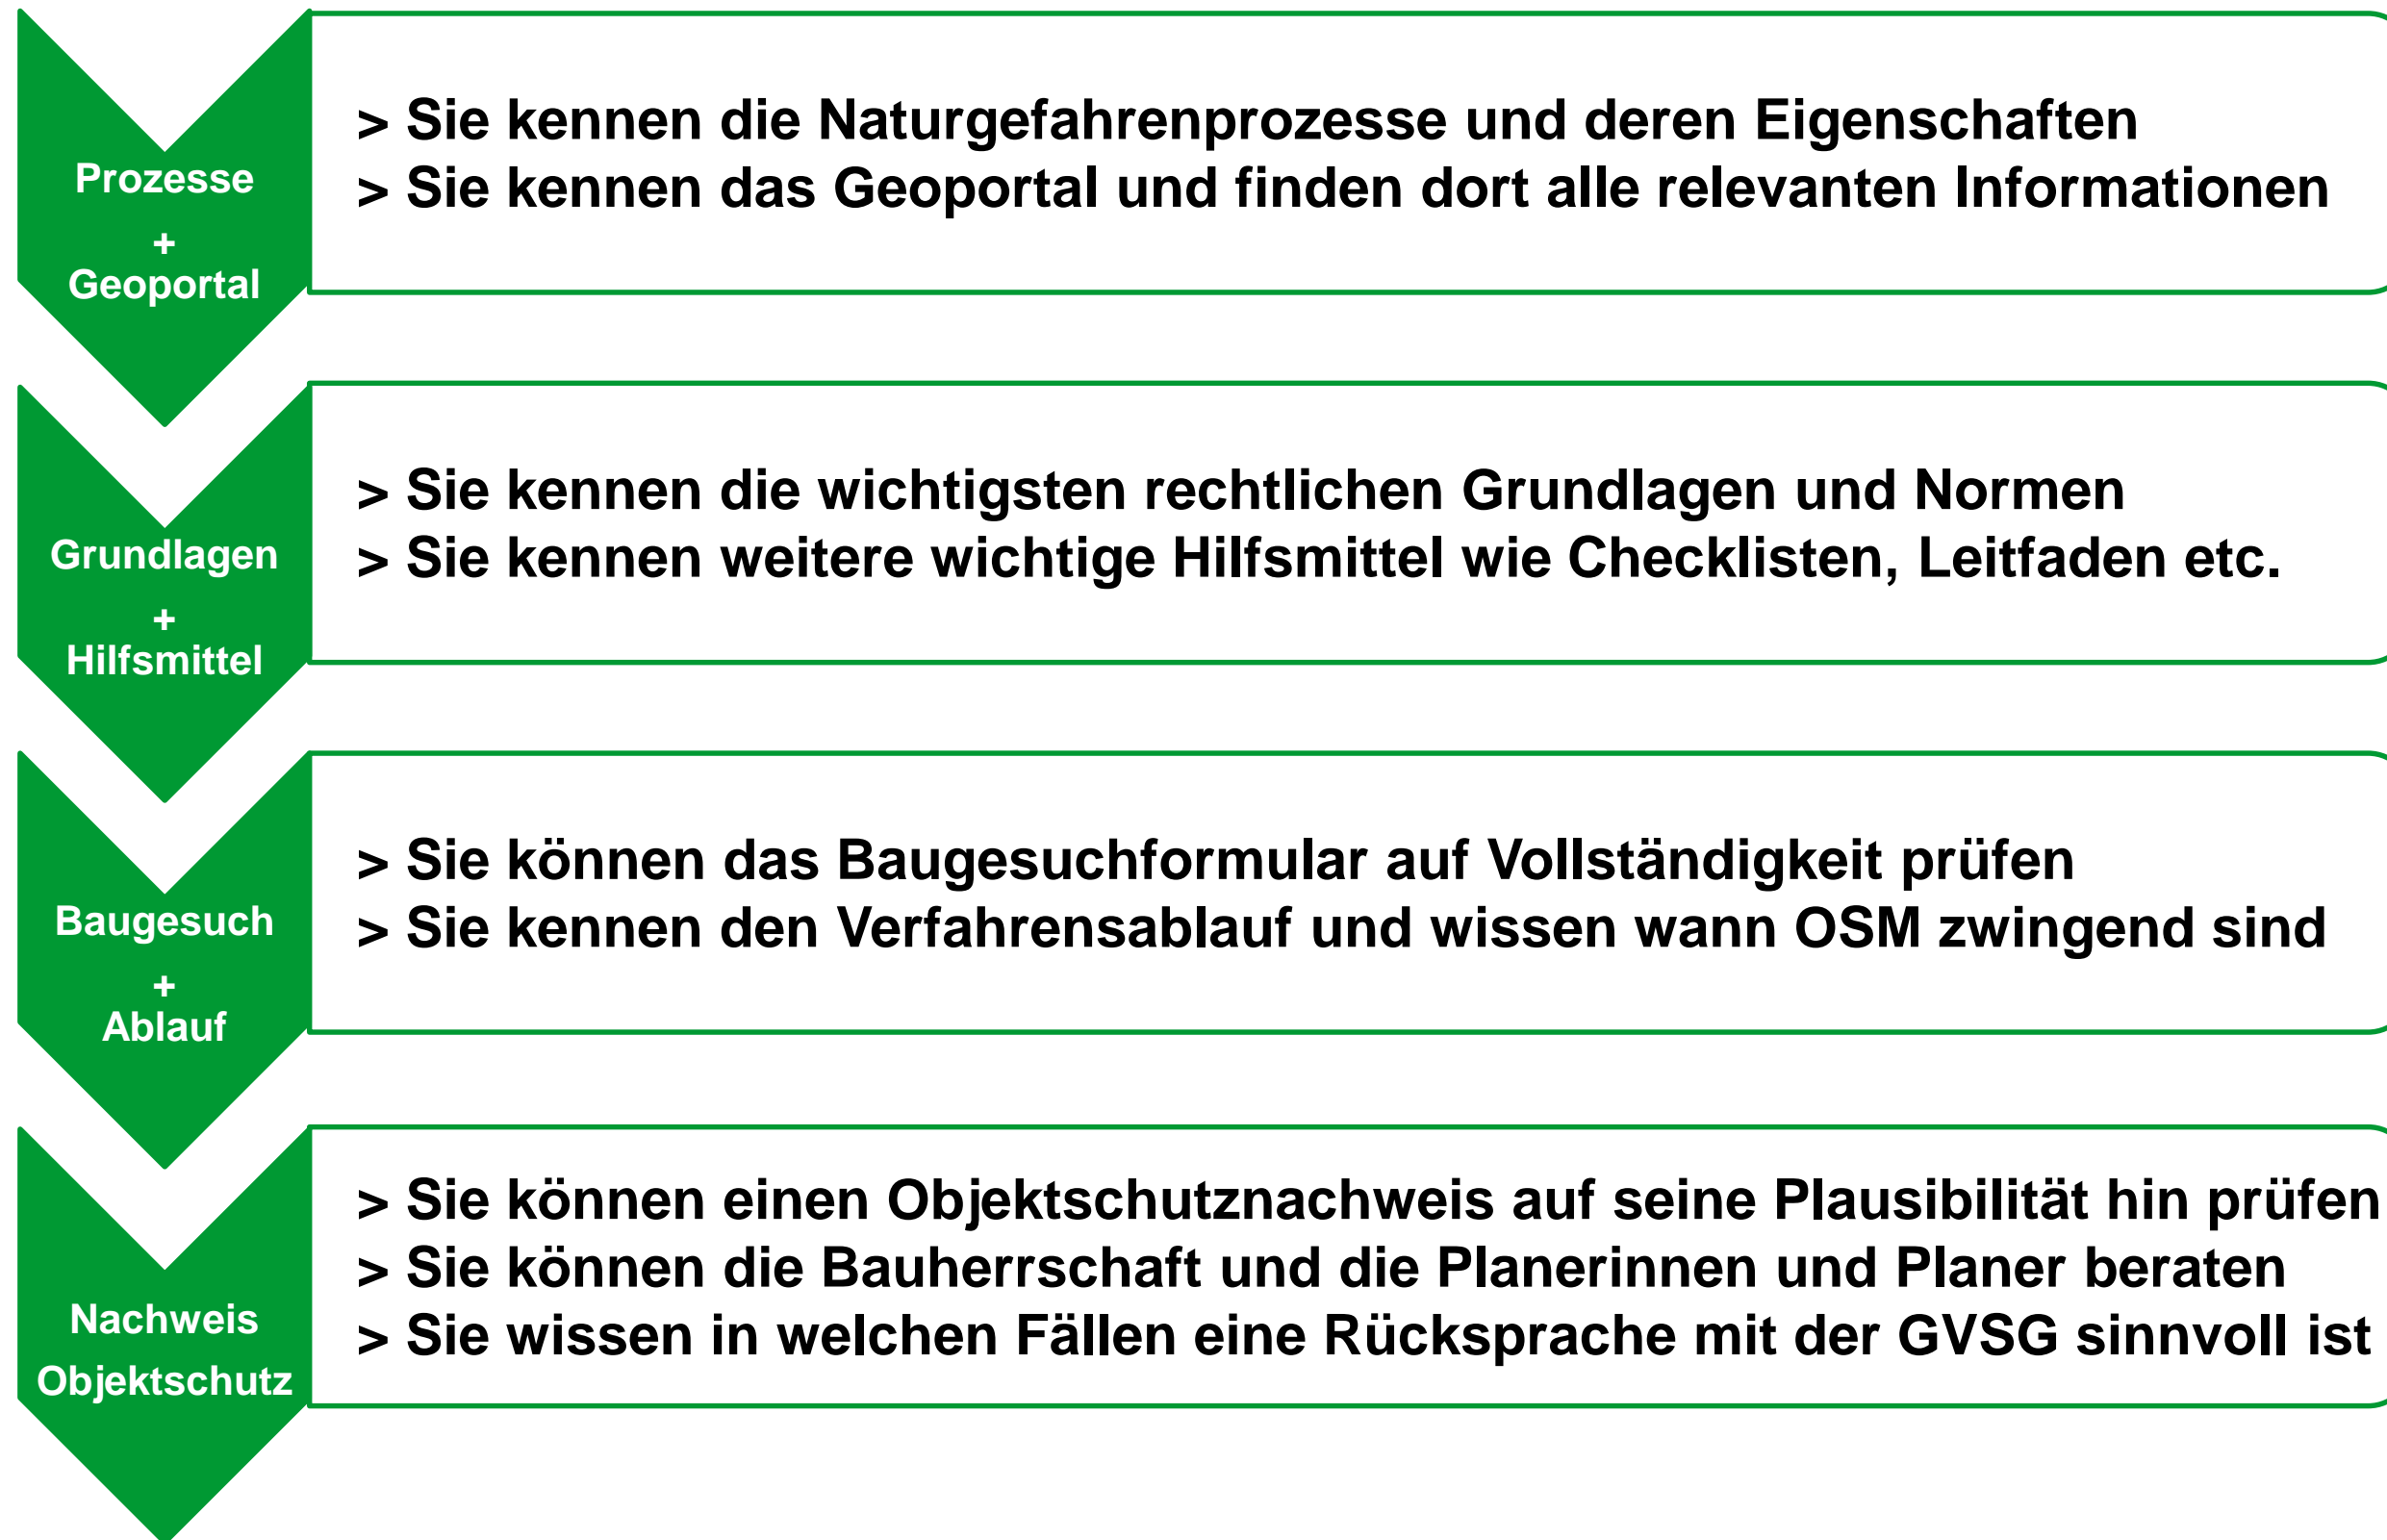 Prozesse
+
Geoportal
> Sie kennen die Naturgefahrenprozesse und deren Eigenschaften
> Sie kennen das Geoportal und finden dort alle relevanten Informationen
Grundlagen
+
Hilfsmittel
> Sie kennen die wichtigsten rechtlichen Grundlagen und Normen
> Sie kennen weitere wichtige Hilfsmittel wie Checklisten, Leitfaden etc.
Baugesuch
+
Ablauf
> Sie können das Baugesuchformular auf Vollständigkeit prüfen
> Sie kennen den Verfahrensablauf und wissen wann OSM zwingend sind
Nachweis
Objektschutz
> Sie können einen Objektschutznachweis auf seine Plausibilität hin prüfen
> Sie können die Bauherrschaft und die Planerinnen und Planer beraten
> Sie wissen in welchen Fällen eine Rücksprache mit der GVSG sinnvoll ist